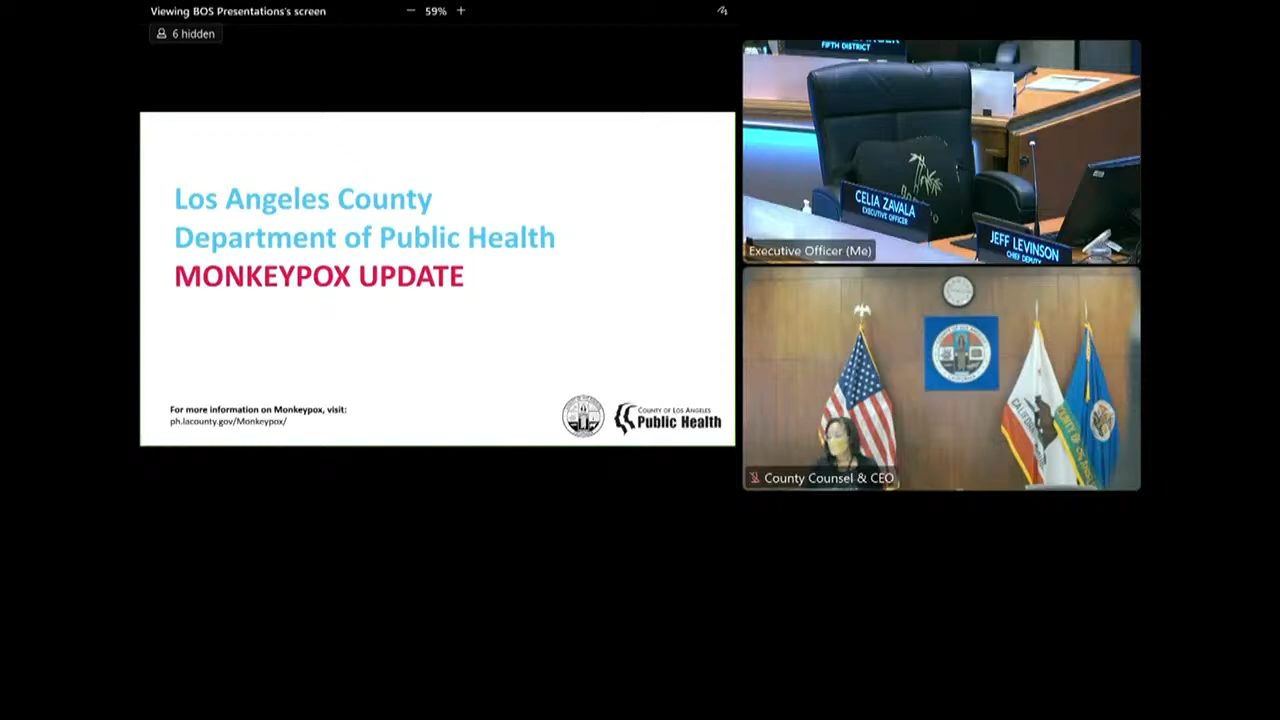 Viewing BOS Presentations's screen
59%
6 hidden
Los Angeles County
Department of Public Health
MONKEYPOX UPDATE
For more information on Monkeypox, visit:
ph.lacounty.gov/Monkeypox/
COUNTY OF LOS ANGELES
Public Health
FIFTH DISTRICT
CELIA ZAVALA
EXECUTIVE OFFICER
JEFF LEVINSON
CHIEF DEPUTY
Executive Officer (Me)
County Counsel & CEO